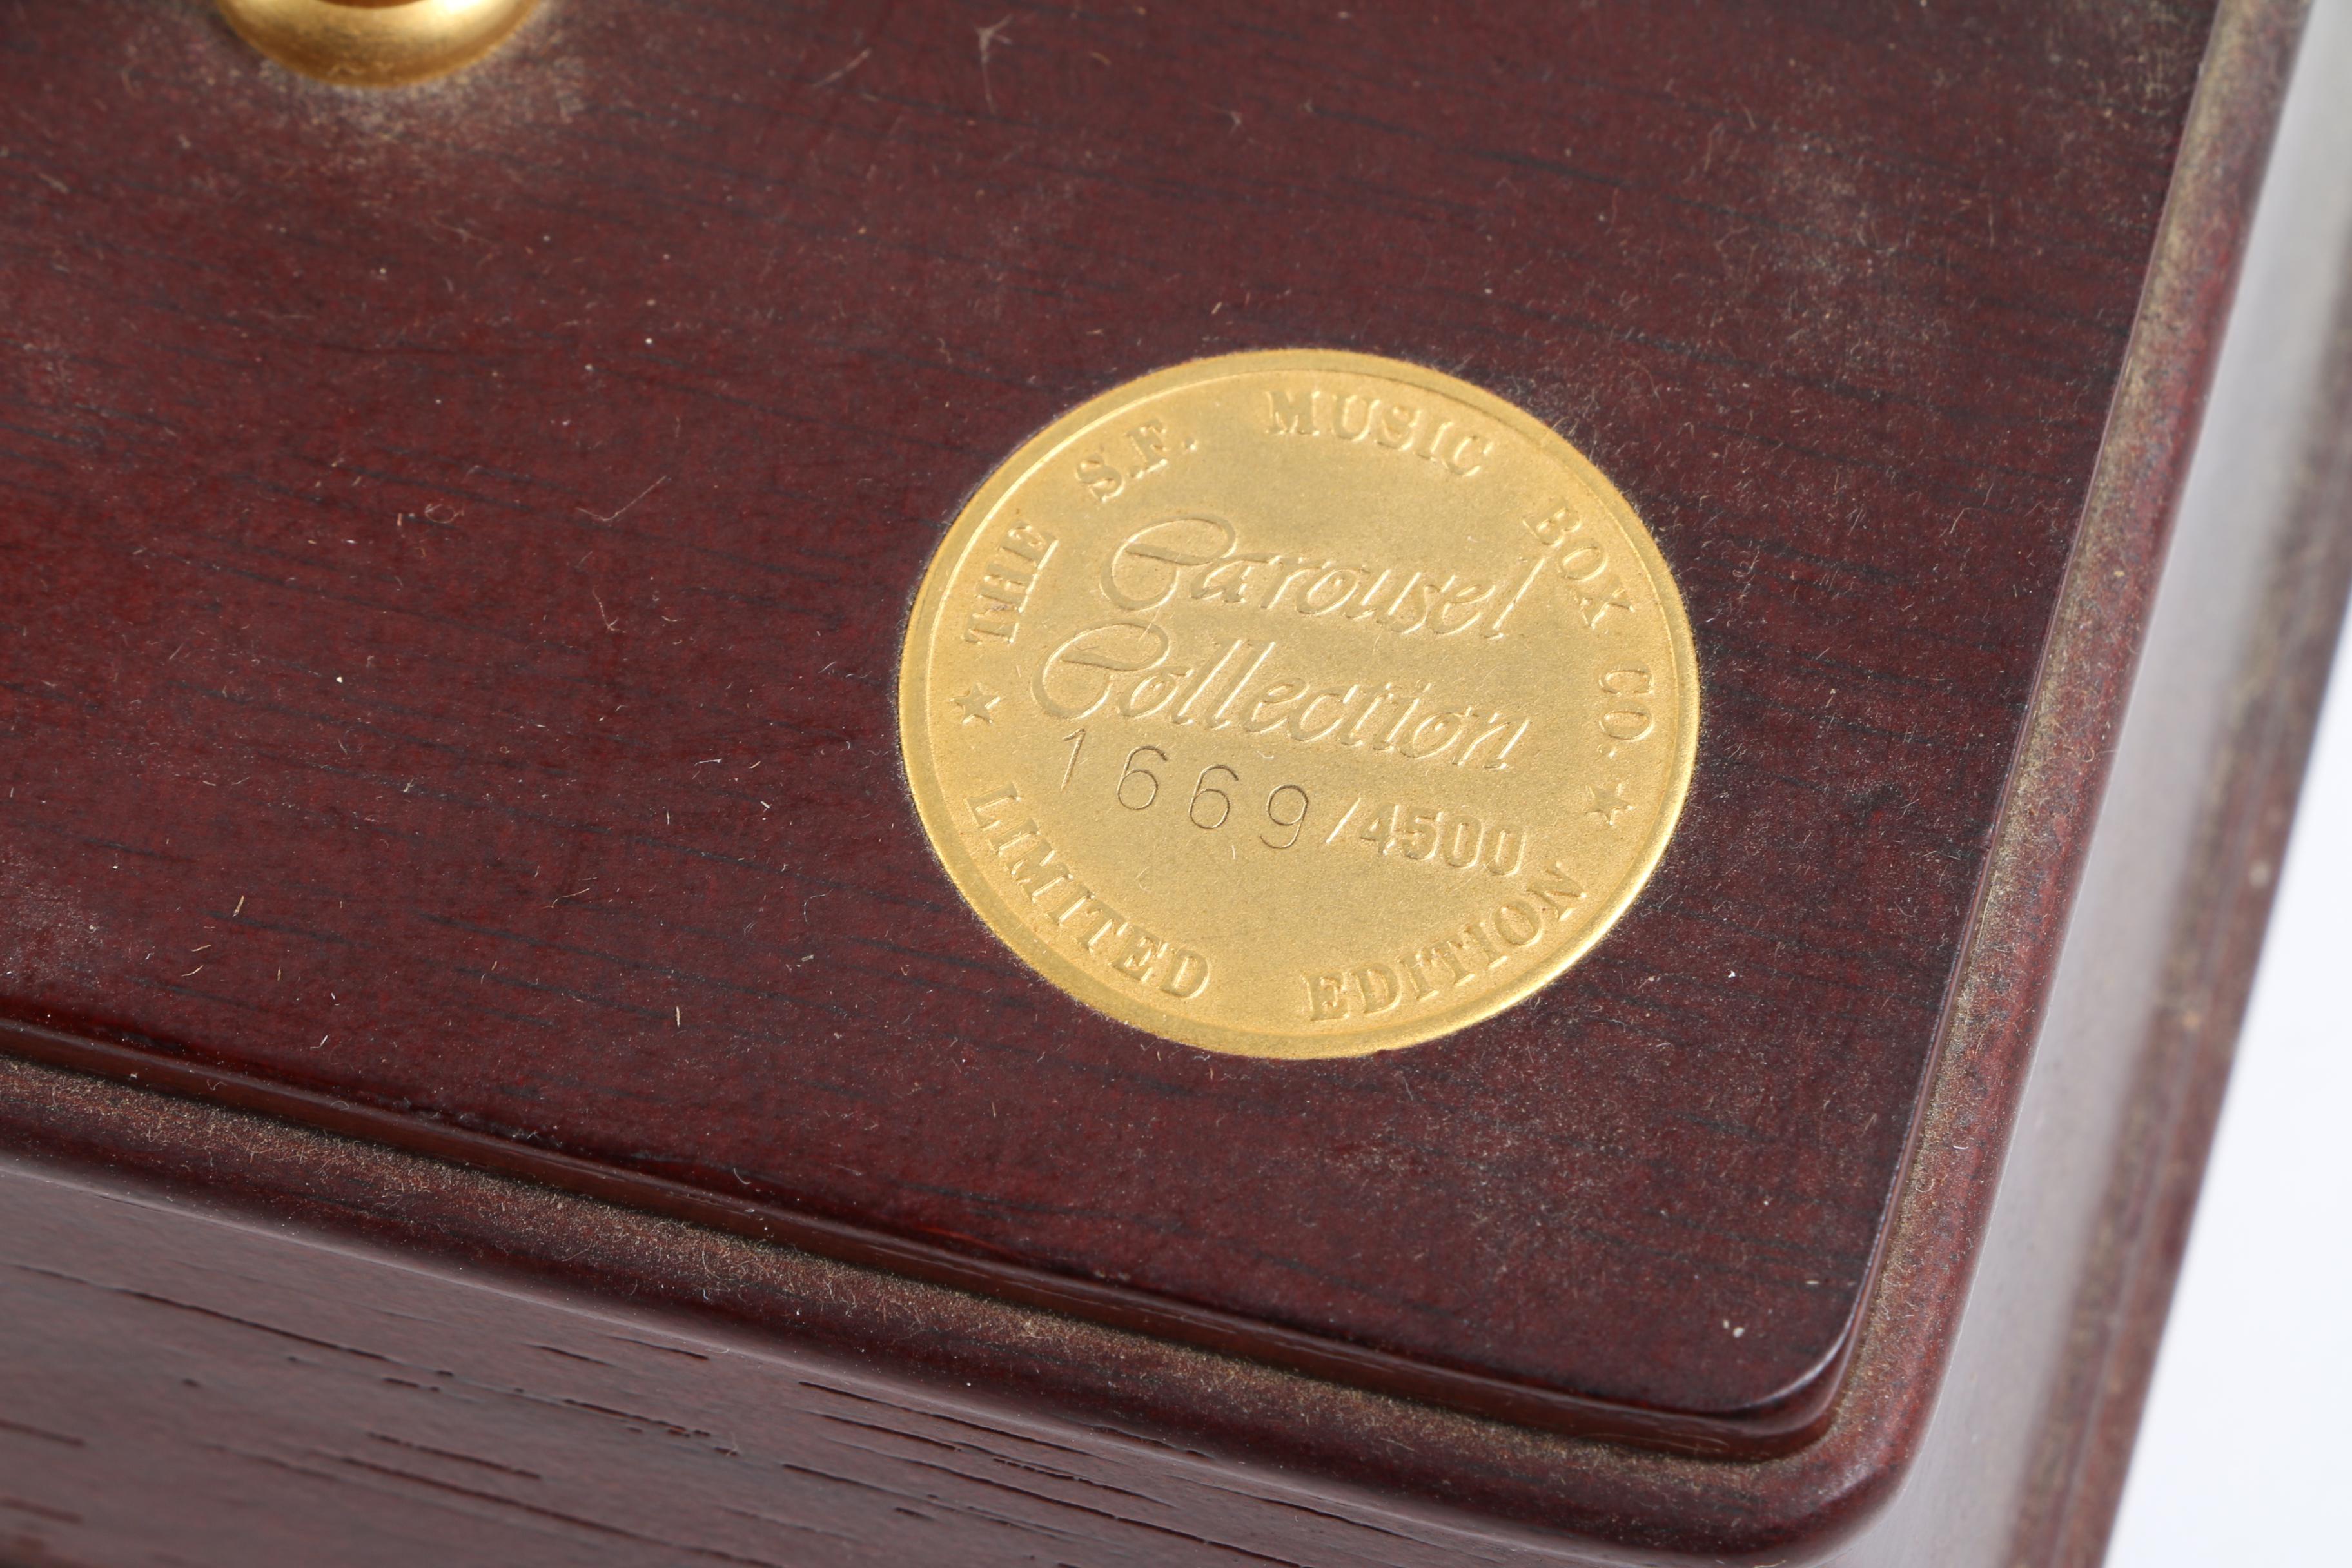 THE S.F. MUSIC BOX CO.
Carousel
Collection
1669/4500
LIMITED EDITION